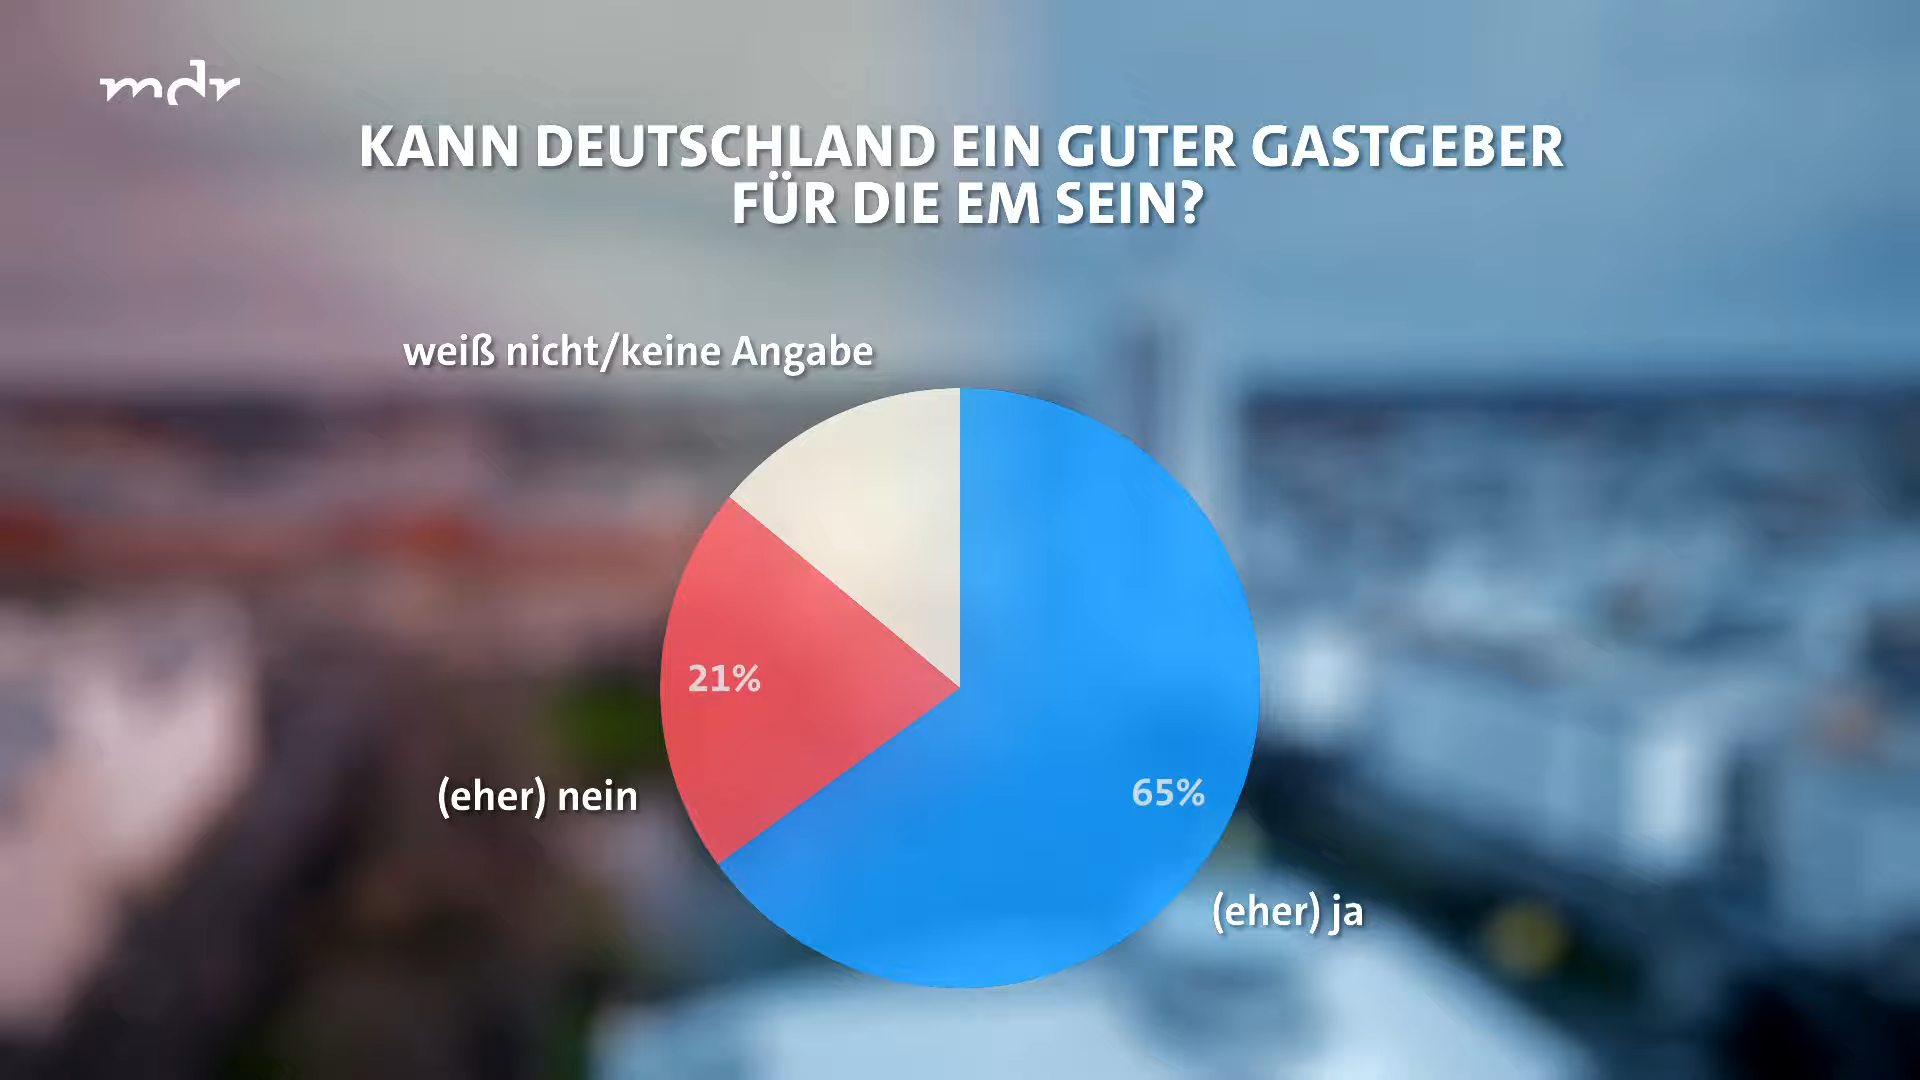 mdr
KANN DEUTSCHLAND EIN GUTER GASTGEBER
FÜR DIE EM SEIN?
weiß nicht/keine Angabe
21%
65%
(eher) nein
(eher) ja